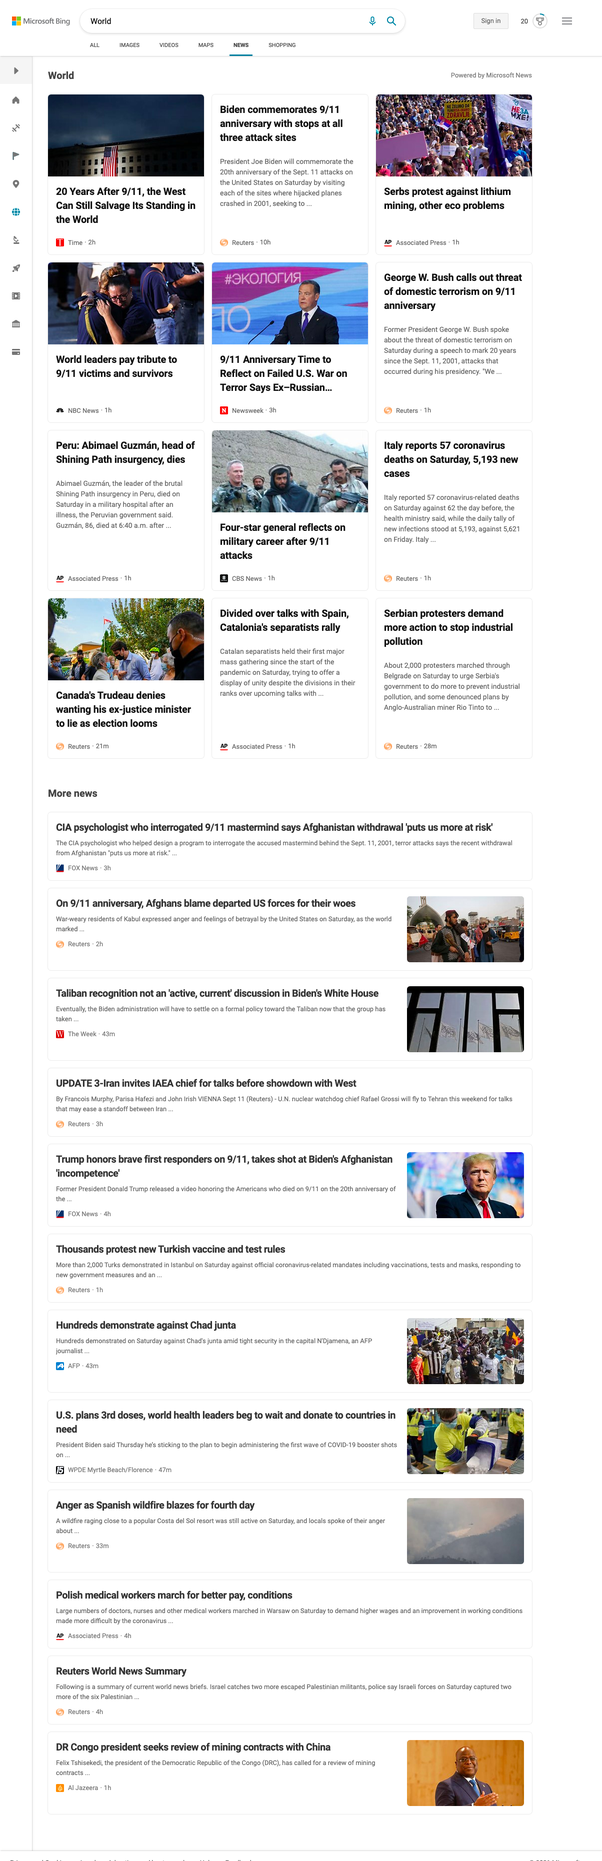 Microsoft Bing
World
Sign in
20
ALL IMAGES VIDEOS MAPS NEWS SHOPPING
World
Powered by Microsoft News
20 Years After 9/11, the West
Can Still Salvage Its Standing in
the World
Time · 2h
Biden commemorates 9/11
anniversary with stops at all
three attack sites
President Joe Biden will commemorate the
20th anniversary of the Sept. 11 attacks on
the United States on Saturday by visiting
each of the sites where hijacked planes
crashed in 2001, seeking to ...
Reuters · 10h
Serbs protest against lithium
mining, other eco problems
AP Associated Press · 1h
World leaders pay tribute to
9/11 victims and survivors
NBC News · 1h
#ЭКОЛОГИЯ
9/11 Anniversary Time to
Reflect on Failed U.S. War on
Terror Says Ex–Russian...
Newsweek · 3h
George W. Bush calls out threat
of domestic terrorism on 9/11
anniversary
Former President George W. Bush spoke
about the threat of domestic terrorism on
Saturday during a speech to mark 20 years
since the Sept. 11, 2001, attacks that
occurred during his presidency. "We ...
Reuters · 1h
Peru: Abimael Guzmán, head of
Shining Path insurgency, dies
Abimael Guzmán, the leader of the brutal
Shining Path insurgency in Peru, died on
Saturday in a military hospital after an
illness, the Peruvian government said.
Guzmán, 86, died at 6:40 a.m. after ...
AP Associated Press · 1h
Four-star general reflects on
military career after 9/11
attacks
CBS News · 1h
Italy reports 57 coronavirus
deaths on Saturday, 5,193 new
cases
Italy reported 57 coronavirus-related deaths
on Saturday against 62 the day before, the
health ministry said, while the daily tally of
new infections stood at 5,193, against 5,621
on Friday. Italy ...
Reuters · 1h
Canada's Trudeau denies
wanting his ex-justice minister
to lie as election looms
Reuters · 21m
Divided over talks with Spain,
Catalonia's separatists rally
Catalan separatists held their first major
mass gathering since the start of the
pandemic on Saturday, trying to offer a
display of unity despite the divisions in their
ranks over upcoming talks with ...
AP Associated Press · 1h
Serbian protesters demand
more action to stop industrial
pollution
About 2,000 protesters marched through
Belgrade on Saturday to urge Serbia's
government to do more to prevent industrial
pollution, and some denounced plans by
Anglo-Australian miner Rio Tinto to ...
Reuters · 28m
More news
CIA psychologist who interrogated 9/11 mastermind says Afghanistan withdrawal 'puts us more at risk'
The CIA psychologist who helped design a program to interrogate the accused mastermind behind the Sept. 11, 2001, terror attacks says the recent withdrawal
from Afghanistan "puts us more at risk." ...
FOX News · 3h
On 9/11 anniversary, Afghans blame departed US forces for their woes
War-weary residents of Kabul expressed anger and feelings of betrayal by the United States on Saturday, as the world
marked ...
Reuters · 2h
Taliban recognition not an 'active, current' discussion in Biden's White House
Eventually, the Biden administration will have to settle on a formal policy toward the Taliban now that the group has
taken ...
The Week · 43m
UPDATE 3-Iran invites IAEA chief for talks before showdown with West
By Francois Murphy, Parisa Hafezi and John Irish VIENNA Sept 11 (Reuters) - U.N. nuclear watchdog chief Rafael Grossi will fly to Tehran this weekend for talks
that may ease a standoff between Iran ...
Reuters · 3h
Trump honors brave first responders on 9/11, takes shot at Biden's Afghanistan
'incompetence'
Former President Donald Trump released a video honoring the Americans who died on 9/11 on the 20th anniversary of
the ...
FOX News · 4h
Thousands protest new Turkish vaccine and test rules
More than 2,000 Turks demonstrated in Istanbul on Saturday against official coronavirus-related mandates including vaccinations, tests and masks, responding to
new government measures and an ...
Reuters · 1h
Hundreds demonstrate against Chad junta
Hundreds demonstrated on Saturday against Chad's junta amid tight security in the capital N'Djamena, an AFP
journalist ...
AFP · 43m
U.S. plans 3rd doses, world health leaders beg to wait and donate to countries in
need
President Biden said Thursday he's sticking to the plan to begin administering the first wave of COVID-19 booster shots
on ...
WPDE Myrtle Beach/Florence · 47m
Anger as Spanish wildfire blazes for fourth day
A wildfire raging close to a popular Costa del Sol resort was still active on Saturday, and locals spoke of their anger
about ...
Reuters · 33m
Polish medical workers march for better pay, conditions
Large numbers of doctors, nurses and other medical workers marched in Warsaw on Saturday to demand higher wages and an improvement in working conditions
made more difficult by the coronavirus ...
AP Associated Press · 4h
Reuters World News Summary
Following is a summary of current world news briefs. Israel catches two more escaped Palestinian militants, police say Israeli forces on Saturday captured two
more of the six Palestinian ...
Reuters · 4h
DR Congo president seeks review of mining contracts with China
Felix Tshisekedi, the president of the Democratic Republic of the Congo (DRC), has called for a review of mining
contracts ...
Al Jazeera · 1h